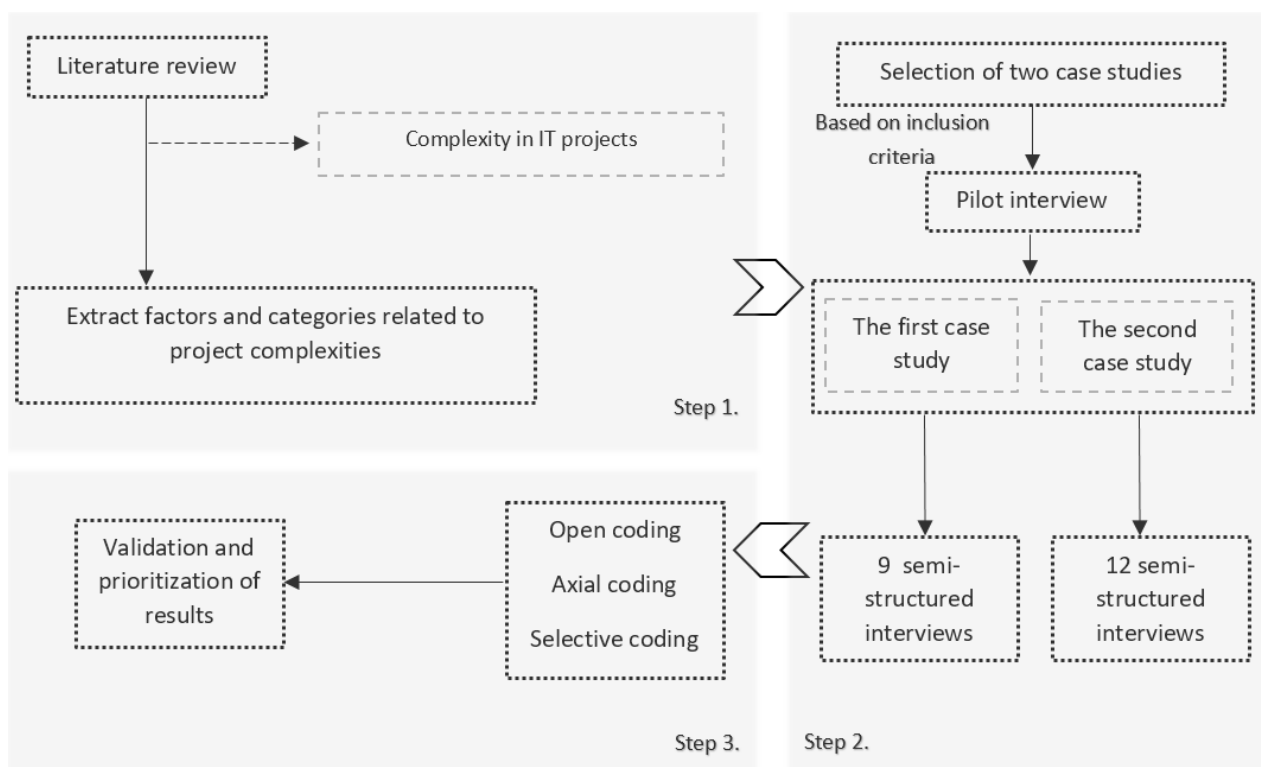 Literature review
Complexity in IT projects
Extract factors and categories related to
project complexities
Step 1.
Selection of two case studies
Based on inclusion
criteria
Pilot interview
The first case
study
The second
case study
9 semi-
structured
interviews
12 semi-
structured
interviews
Step 2.
Open coding
Axial coding
Selective coding
Validation and
prioritization of
results
Step 3.